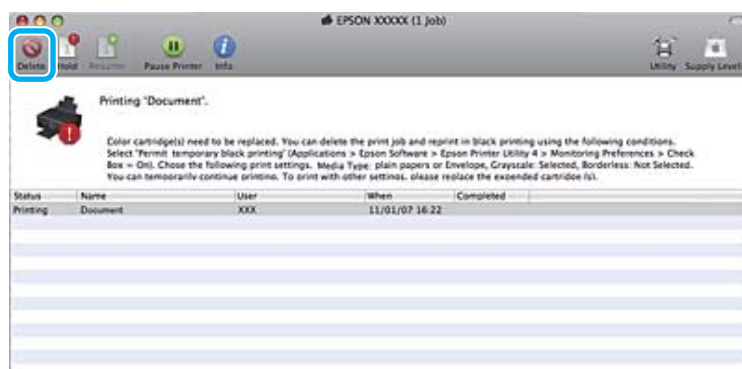 EPSON XXXXX (1 Job)
Delete Hold Resume Pause Printer Info Utility Supply Levels
Printing "Document".
Color cartridge(s) need to be replaced. You can delete the print job and reprint in black printing using the following conditions.
Select "Permit temporary black printing" (Applications > Epson Software > Epson Printer Utility 4 > Monitoring Preferences > Check
Box = On). Chose the following print settings. Media Type: plain papers or Envelope, Grayscale: Selected, Borderless: Not Selected.
You can temporarily continue printing. To print with other settings, please replace the expended cartridge (s).
Status Name User When Completed
Printing Document XXX 11/01/07 16:22